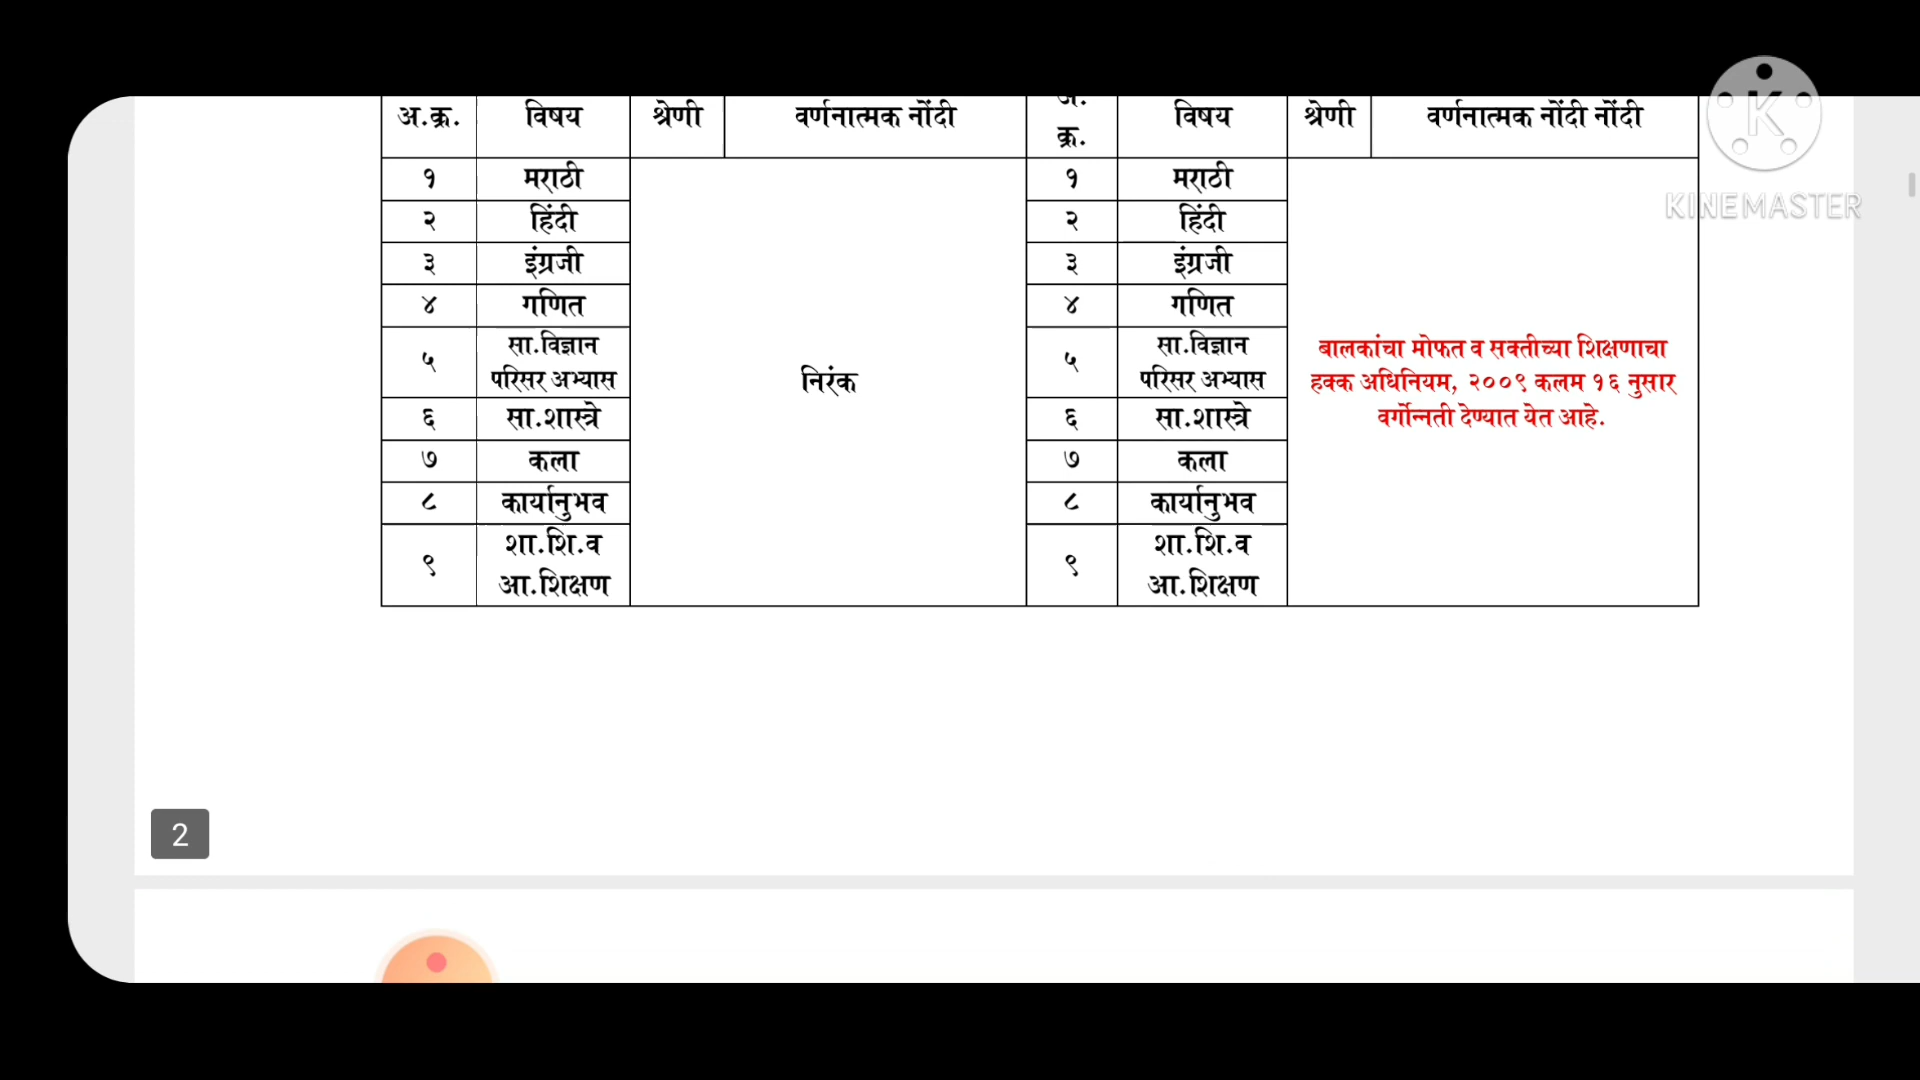 अ.क्र. विषय श्रेणी वर्णनात्मक नोंदी अ. क्र. विषय श्रेणी वर्णनात्मक नोंदी नोंदी
१ मराठी १ मराठी
२ हिंदी २ हिंदी
३ इंग्रजी ३ इंग्रजी
४ गणित ४ गणित
५ सा.विज्ञान ५ सा.विज्ञान
परिसर अभ्यास परिसर अभ्यास
६ सा.शास्त्रे ६ सा.शास्त्रे
७ कला ७ कला
८ कार्यानुभव ८ कार्यानुभव
९ शा.शि.व ९ शा.शि.व
आ.शिक्षण आ.शिक्षण
निरंक
बालकांचा मोफत व सक्तीच्या शिक्षणाचा
हक्क अधिनियम, २००९ कलम १६ नुसार
वर्गोन्नती देण्यात येत आहे.
K
KINEMASTER
2